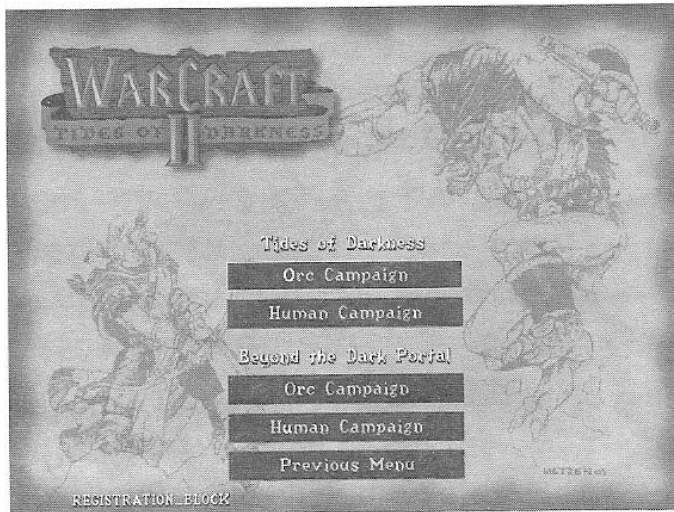 WARCRAFT
II
TIDES OF DARKNESS
Tides of Darkness
Orc Campaign
Human Campaign
Beyond the Dark Portal
Orc Campaign
Human Campaign
Previous Menu
REGISTRATION_BLOCK